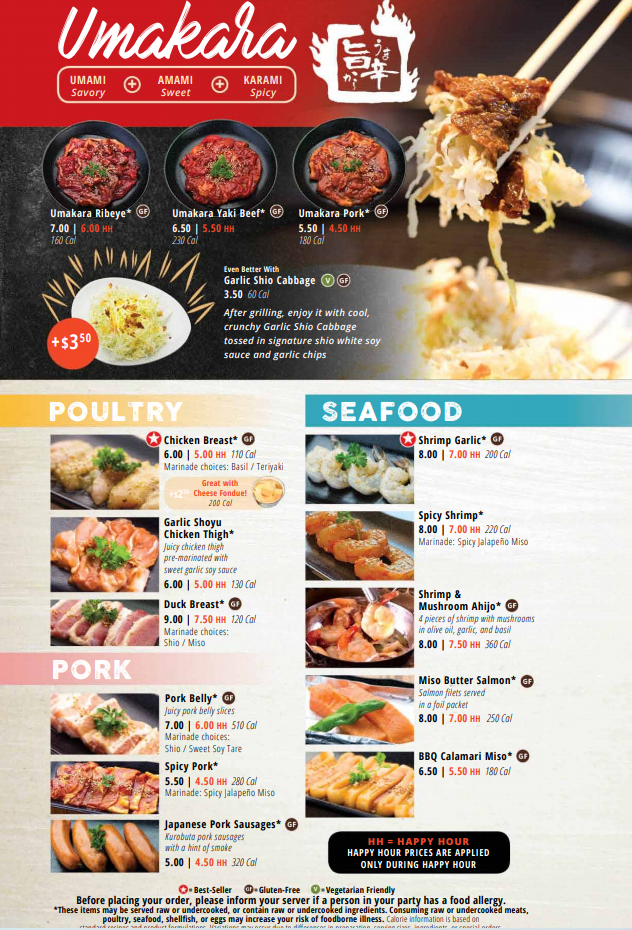 Umakara
UMAMI
Savory
+
AMAMI
Sweet
+
KARAMI
Spicy
旨辛
うま
から
Umakara Ribeye* GF
7.00 | 6.00 HH
160 Cal
Umakara Yaki Beef* GF
6.50 | 5.50 HH
230 Cal
Umakara Pork* GF
5.50 | 4.50 HH
180 Cal
+$3.50
Even Better With
Garlic Shio Cabbage V GF
3.50 60 Cal
After grilling, enjoy it with cool,
crunchy Garlic Shio Cabbage
tossed in signature shio white soy
sauce and garlic chips
POULTRY
Chicken Breast* GF
6.00 | 5.00 HH 110 Cal
Marinade choices: Basil / Teriyaki
Great with
Cheese Fondue!
200 Cal
Garlic Shoyu
Chicken Thigh*
Juicy chicken thigh
pre-marinated with
sweet garlic soy sauce
6.00 | 5.00 HH 130 Cal
Duck Breast* GF
9.00 | 7.50 HH 120 Cal
Marinade choices:
Shio / Miso
PORK
Pork Belly* GF
Juicy pork belly slices
7.00 | 6.00 HH 510 Cal
Marinade choices:
Shio / Sweet Soy Tare
Spicy Pork*
5.50 | 4.50 HH 280 Cal
Marinade: Spicy Jalapeño Miso
Japanese Pork Sausages* GF
Kurobuta pork sausages
with a hint of smoke
5.00 | 4.50 HH 320 Cal
SEAFOOD
Shrimp Garlic* GF
8.00 | 7.00 HH 200 Cal
Spicy Shrimp*
8.00 | 7.00 HH 220 Cal
Marinade: Spicy Jalapeño Miso
Shrimp &
Mushroom Ahijo* GF
4 pieces of shrimp with mushrooms
in olive oil, garlic, and basil
8.00 | 7.50 HH 360 Cal
Miso Butter Salmon* GF
Salmon filets served
in a foil packet
8.00 | 7.00 HH 250 Cal
BBQ Calamari Miso* GF
6.50 | 5.50 HH 180 Cal
HH = HAPPY HOUR
HAPPY HOUR PRICES ARE APPLIED
ONLY DURING HAPPY HOUR
= Best-Seller GF = Gluten-Free V = Vegetarian Friendly
Before placing your order, please inform your server if a person in your party has a food allergy.
*These items may be served raw or undercooked, or contain raw or undercooked ingredients. Consuming raw or undercooked meats,
poultry, seafood, shellfish, or eggs may increase your risk of foodborne illness. Calorie information is based on